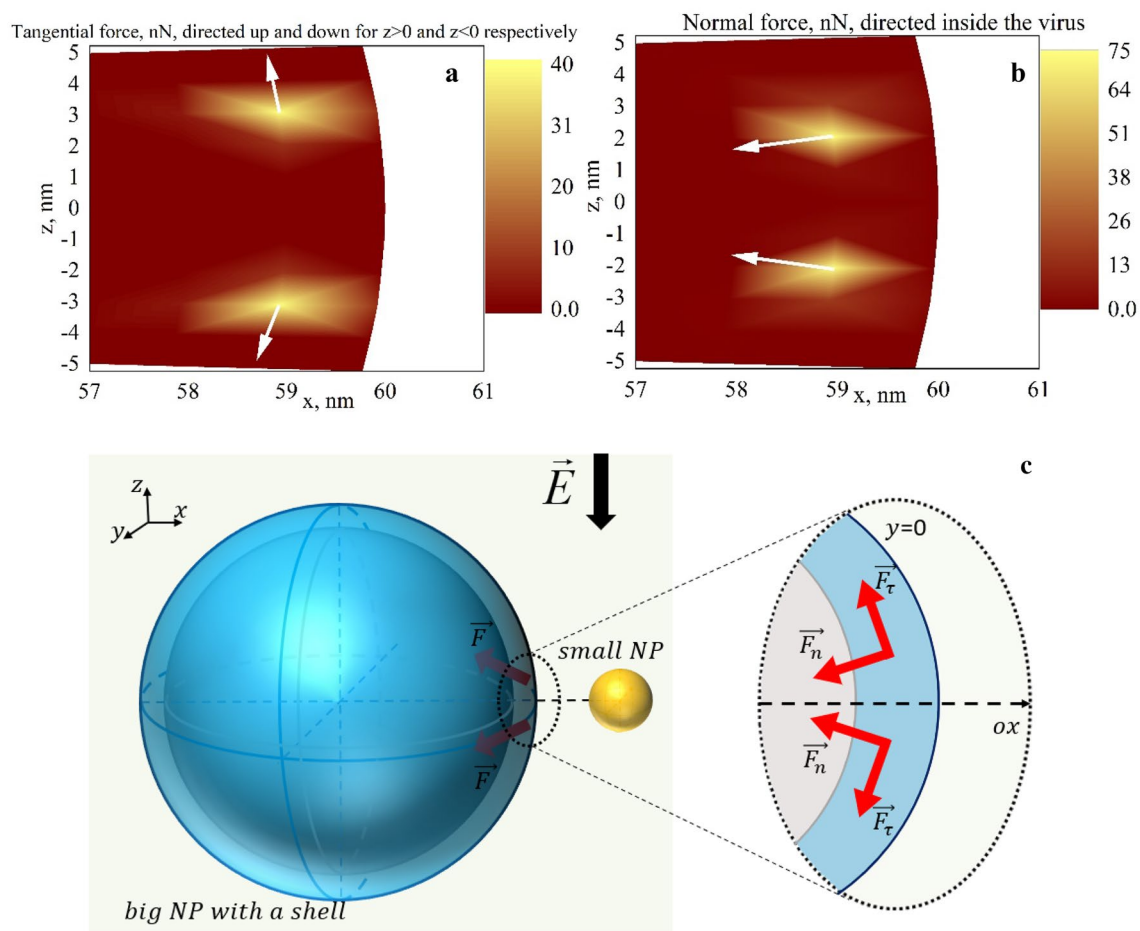 Tangential force, nN, directed up and down for z>0 and z<0 respectively
a
5
4
3
2
1
0
-1
-2
-3
-4
-5
z, nm
57
58
59
60
61
x, nm
40
31
20
10
0.0
Normal force, nN, directed inside the virus
b
5
4
3
2
1
0
-1
-2
-3
-4
-5
z, nm
57
58
59
60
61
x, nm
75
64
51
38
26
13
0.0
c
z
x
y
E
F
F
small NP
big NP with a shell
y=0
Fτ
Fn
ox
Fn
Fτ